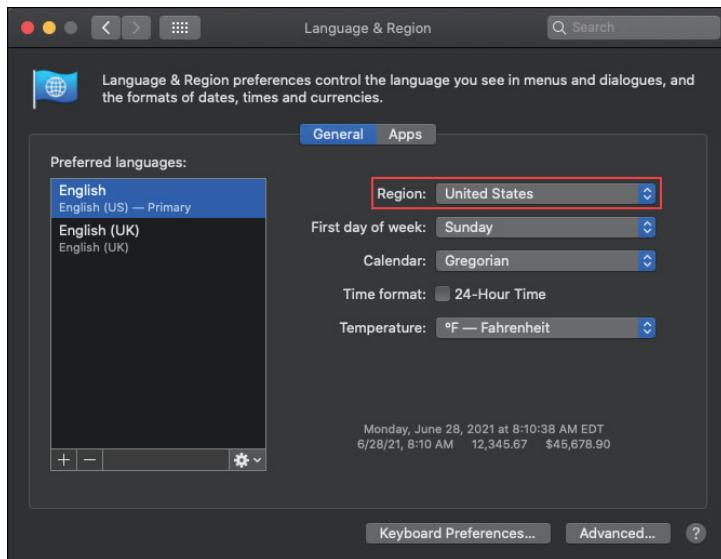 Language & Region
Search
Language & Region preferences control the language you see in menus and dialogues, and
the formats of dates, times and currencies.
General Apps
Preferred languages:
English
English (US) — Primary
English (UK)
English (UK)
Region: United States
First day of week: Sunday
Calendar: Gregorian
Time format: 24-Hour Time
Temperature: °F — Fahrenheit
Monday, June 28, 2021 at 8:10:38 AM EDT
6/28/21, 8:10 AM 12,345.67 $45,678.90
Keyboard Preferences... Advanced... ?